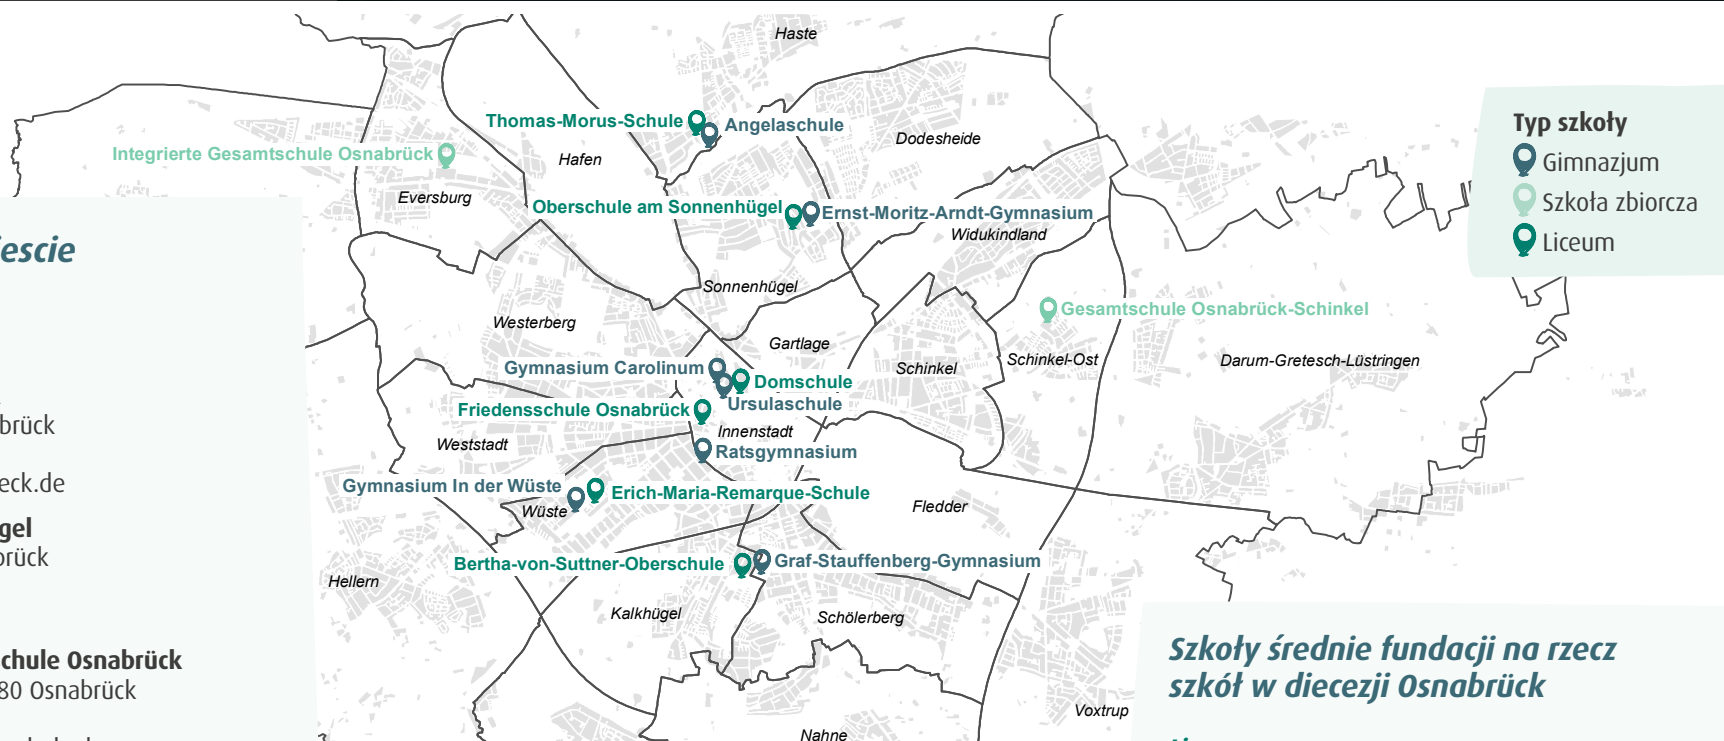 Haste
Thomas-Morus-Schule
Angelaschule
Dodesheide
Integrierte Gesamtschule Osnabrück
Hafen
Eversburg
Oberschule am Sonnenhügel
Ernst-Moritz-Arndt-Gymnasium
Widukindland
Sonnenhügel
Westerberg
Gesamtschule Osnabrück-Schinkel
Gartlage
Schinkel-Ost
Darum-Gretesch-Lüstringen
Gymnasium Carolinum
Schinkel
Domschule
Ursulaschule
Friedensschule Osnabrück
Innenstadt
Weststadt
Ratsgymnasium
Gymnasium In der Wüste
Erich-Maria-Remarque-Schule
Wüste
Fledder
Bertha-von-Suttner-Oberschule
Graf-Stauffenberg-Gymnasium
Hellern
Kalkhügel
Schölerberg
Voxtrup
Nahne
Typ szkoły
Gimnazjum
Szkoła zbiorcza
Liceum
escie
brück
eck.de
gel
brück
chule Osnabrück
80 Osnabrück
Szkoły średnie fundacji na rzecz
szkół w diecezji Osnabrück